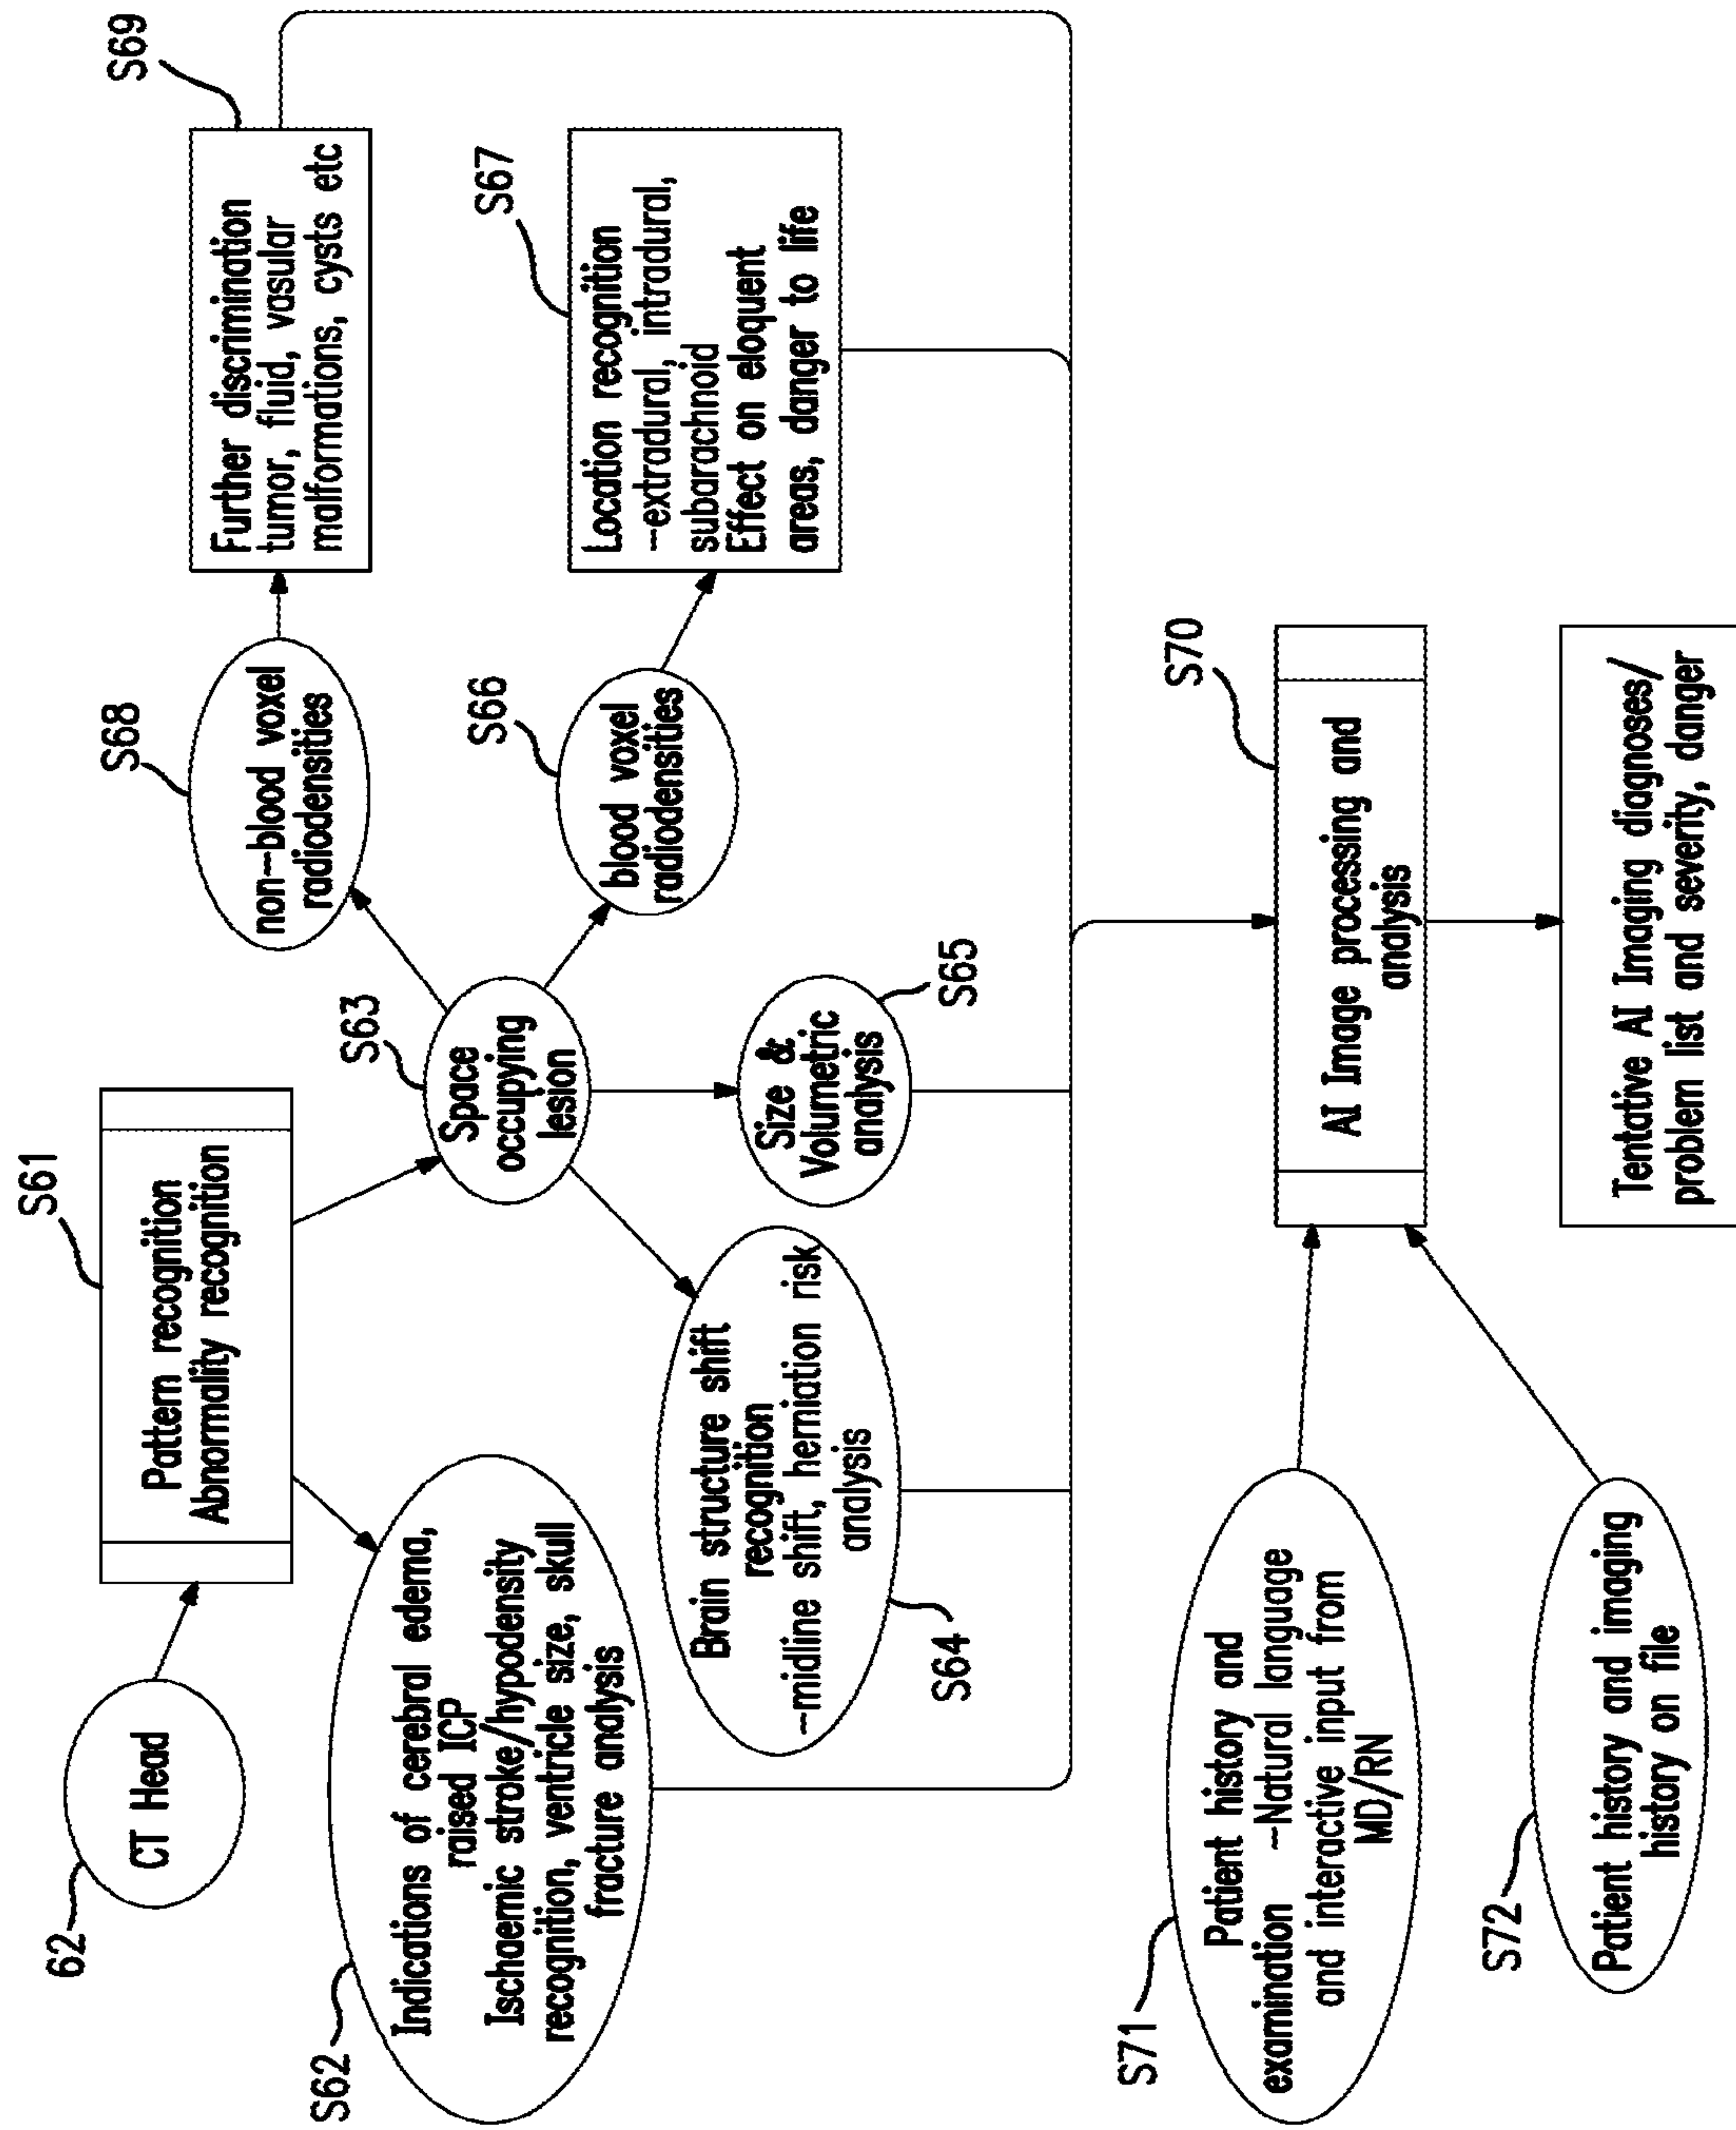 62
CT Head
S61
Pattern recognition
Abnormality recognition
S62
Indications of cerebral edema,
raised ICP
Ischaemic stroke/hypodensity
recognition, ventricle size, skull
fracture analysis
S63
Space
occupying
lesion
S68
non-blood voxel
radiodensities
S69
Further discrimination
tumor, fluid, vasular
malformations, cysts etc
S66
blood voxel
radiodensities
S67
Location recognition
-extradural, intradural,
subarachnoid
Effect on eloquent
areas, danger to life
Brain structure shift
recognition
-midline shift, herniation risk
analysis
S64
Size &
Volumetric
analysis
S65
S71
Patient history and
examination -Natural language
and interactive input from
MD/RN
S70
AI Image processing and
analysis
S72
Patient history and imaging
history on file
Tentative AI Imaging diagnoses/
problem list and severity, danger